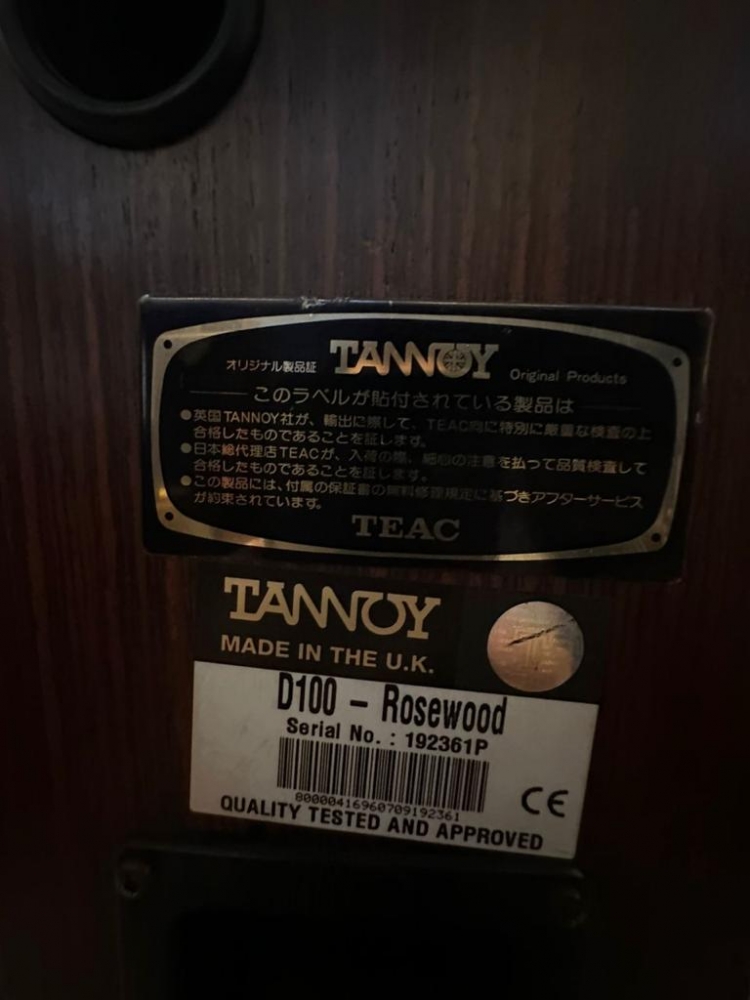 オリジナル製品証 TANNOY Original Products
このラベルが貼付されている製品は
●英国TANNOY社が、輸出に際して、TEAC向に特別に厳重な検査の上
合格したものであることを証します。
●日本総代理店TEACが、入荷の際、細心の注意を払って品質検査して
合格したものであることを証します。
●この製品には、付属の保証書の無料修理規定に基づきアフターサービス
が約束されています。
TEAC
TANNOY
MADE IN THE U.K.
D100 – Rosewood
Serial No. : 192361P
80000416960709192361
CE
QUALITY TESTED AND APPROVED